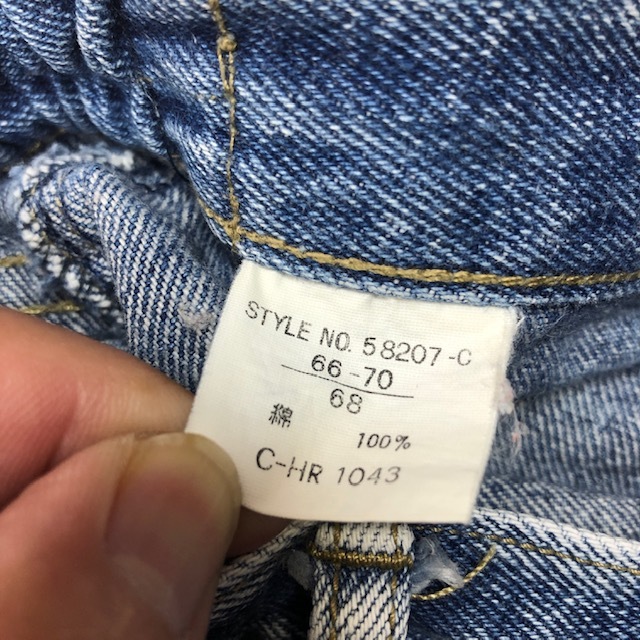 STYLE NO. 58207-C
66-70
68
綿 100%
C-HR 1043